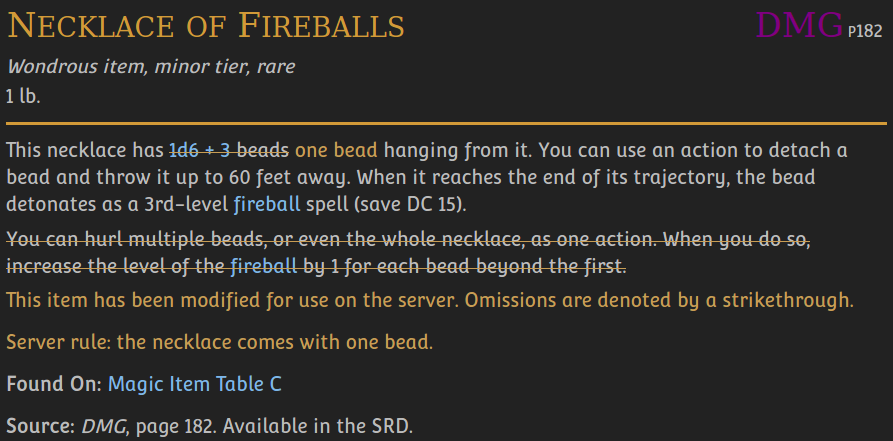 NECKLACE OF FIREBALLS DMG P182
Wondrous item, minor tier, rare
1 lb.
This necklace has 1d6 + 3 beads one bead hanging from it. You can use an action to detach a
bead and throw it up to 60 feet away. When it reaches the end of its trajectory, the bead
detonates as a 3rd-level fireball spell (save DC 15).
You can hurl multiple beads, or even the whole necklace, as one action. When you do so,
increase the level of the fireball by 1 for each bead beyond the first.
This item has been modified for use on the server. Omissions are denoted by a strikethrough.
Server rule: the necklace comes with one bead.
Found On: Magic Item Table C
Source: DMG, page 182. Available in the SRD.